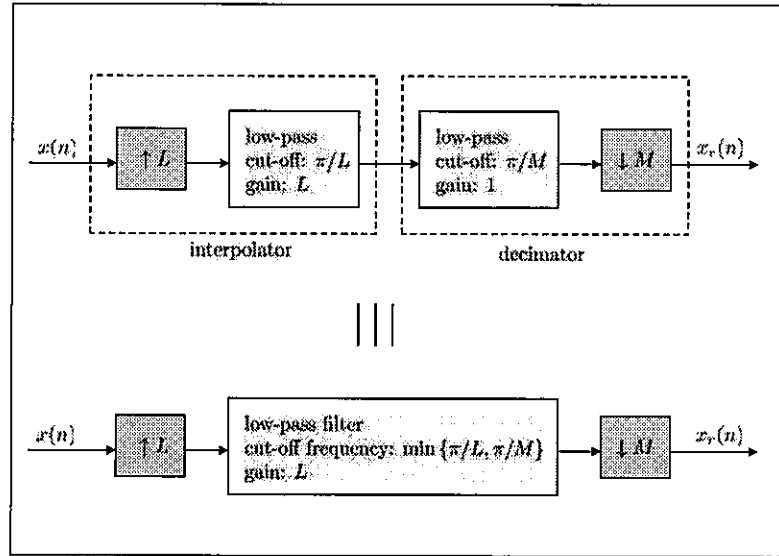 x(n)
↑ L
low-pass
cut-off: π/L
gain: L
low-pass
cut-off: π/M
gain: 1
↓ M
x_r(n)
interpolator
decimator
x(n)
↑ L
low-pass filter
cut-off frequency: min {π/L, π/M}
gain: L
↓ M
x_r(n)